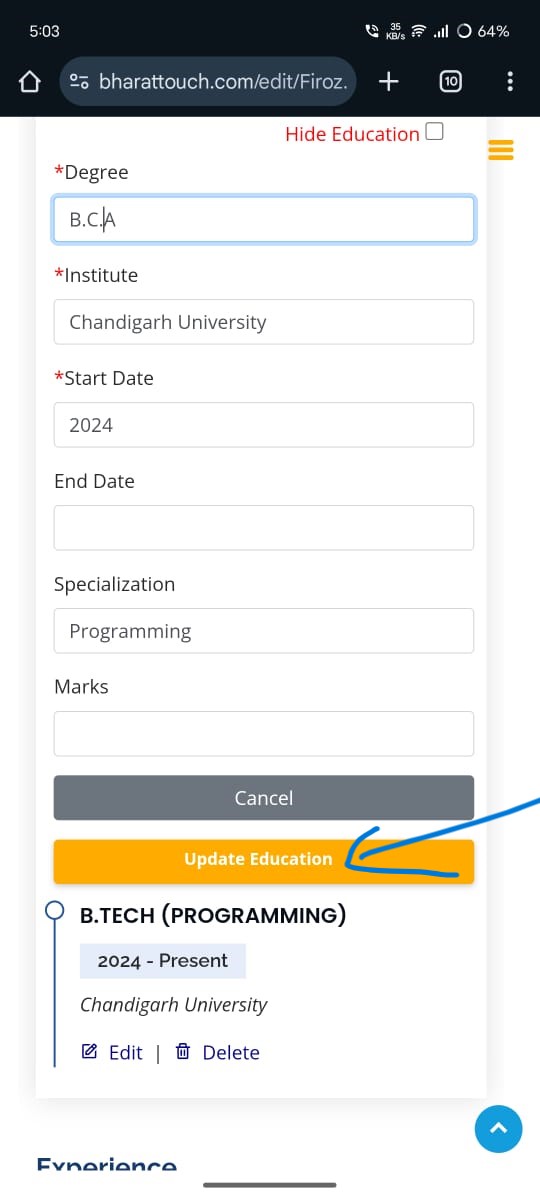 5:03
35 KB/s
64%
bharattouch.com/edit/Firoz.
10
Hide Education
*Degree
B.C.A
*Institute
Chandigarh University
*Start Date
2024
End Date
Specialization
Programming
Marks
Cancel
Update Education
B.TECH (PROGRAMMING)
2024 - Present
Chandigarh University
Edit | Delete
Experience